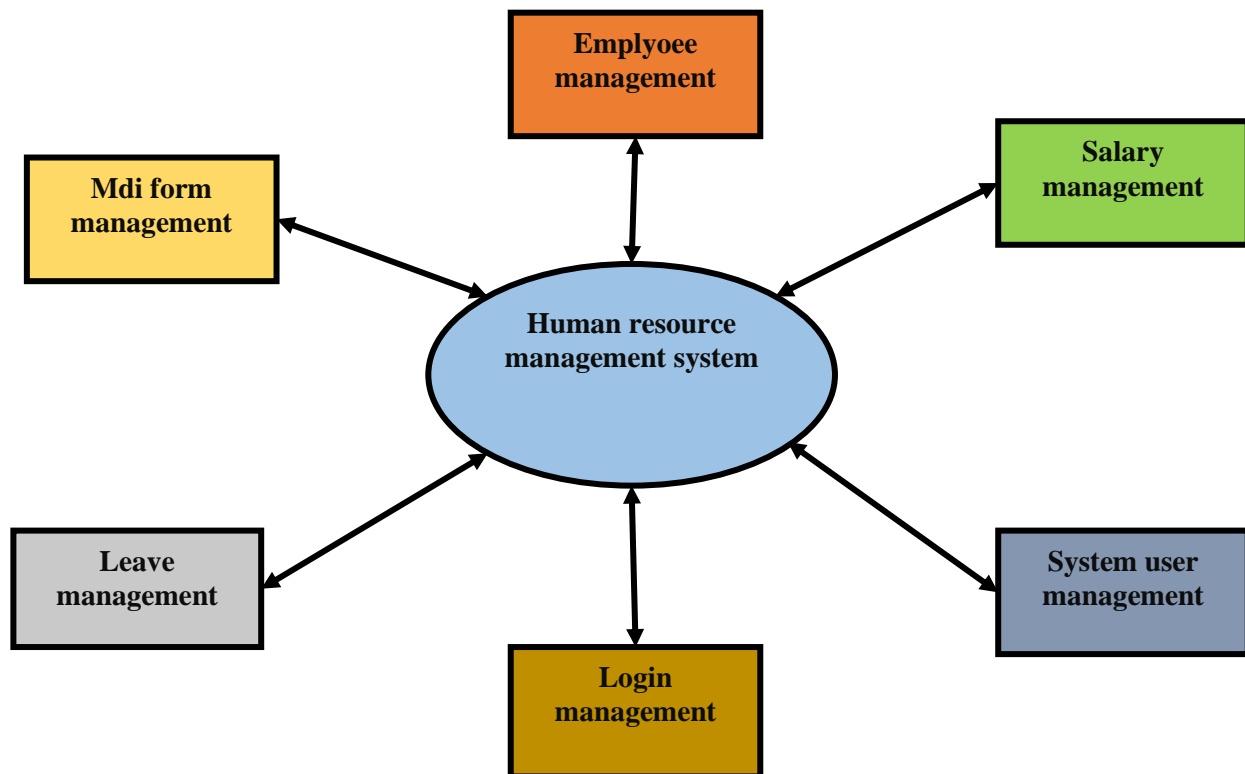 Emplyoee
management
Salary
management
Mdi form
management
Human resource
management system
Leave
management
System user
management
Login
management